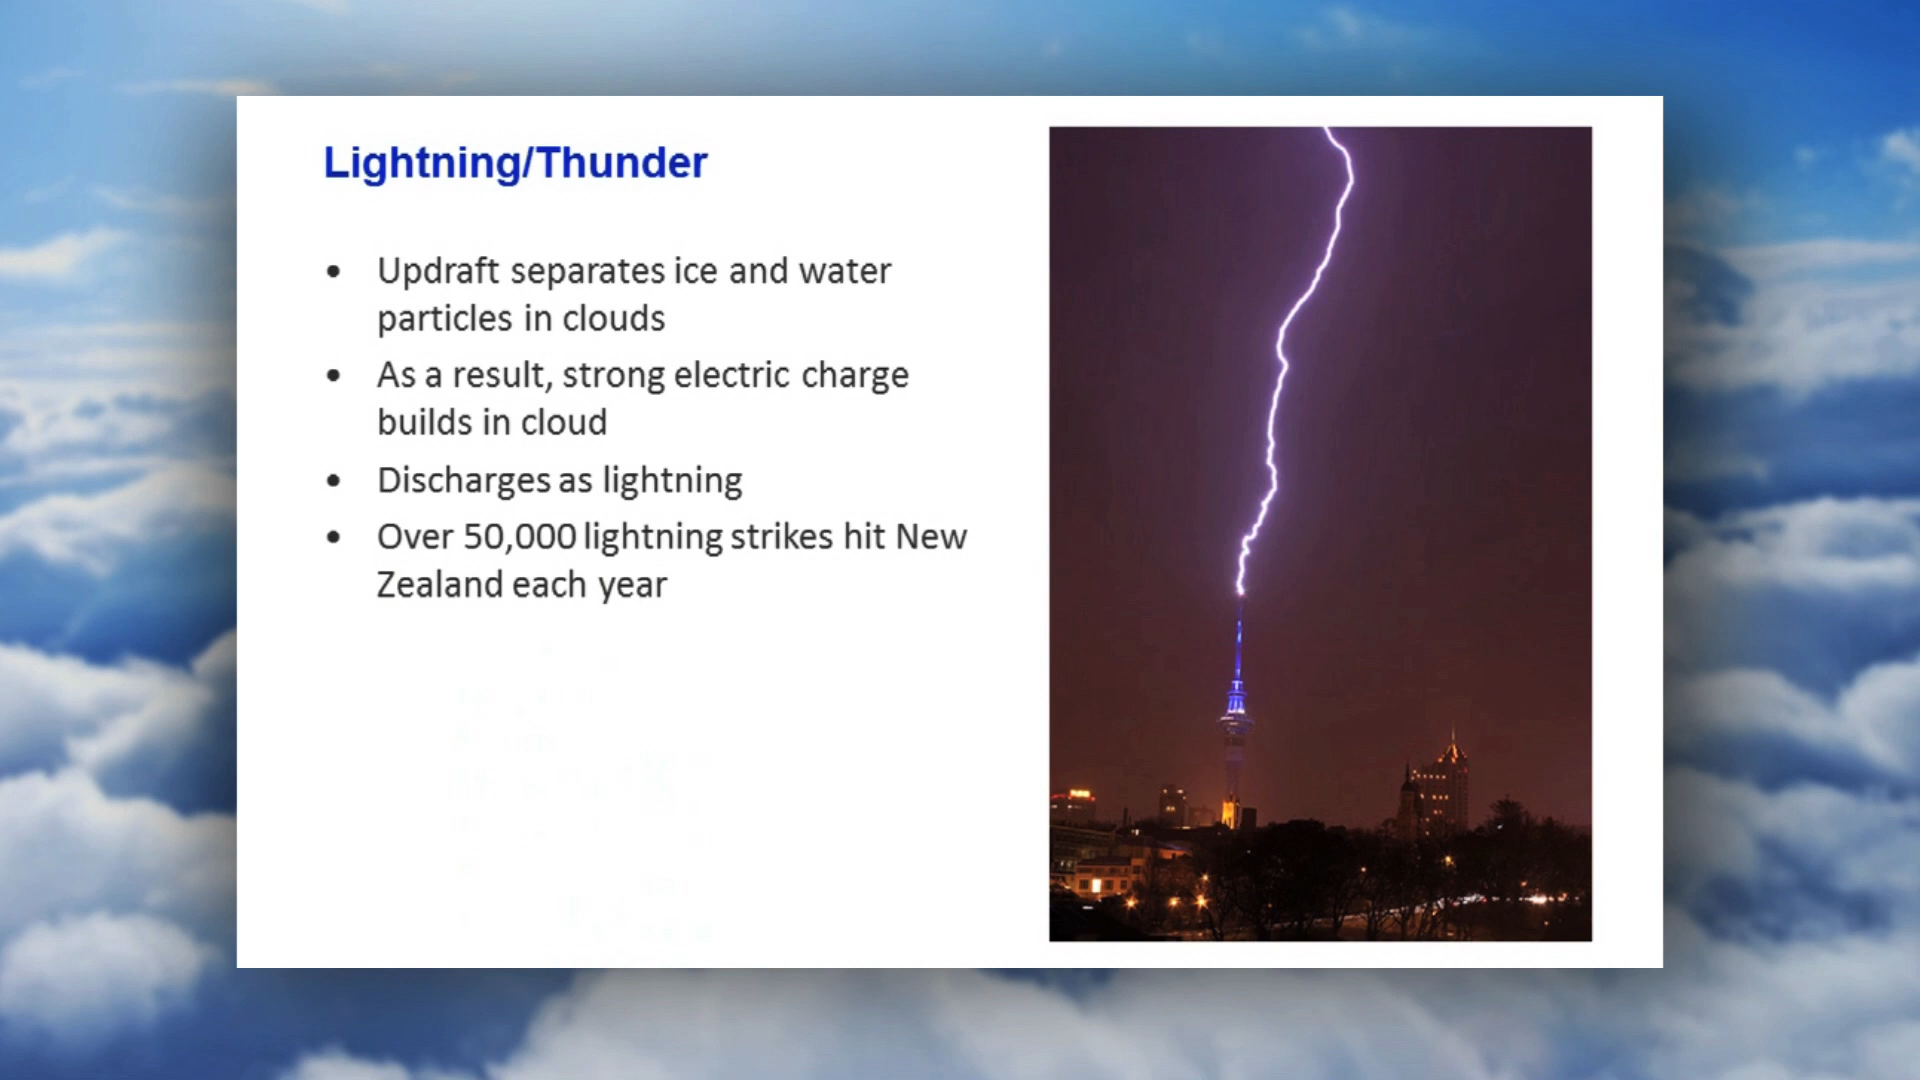 Lightning/Thunder
• Updraft separates ice and water
particles in clouds
• As a result, strong electric charge
builds in cloud
• Discharges as lightning
• Over 50,000 lightning strikes hit New
Zealand each year